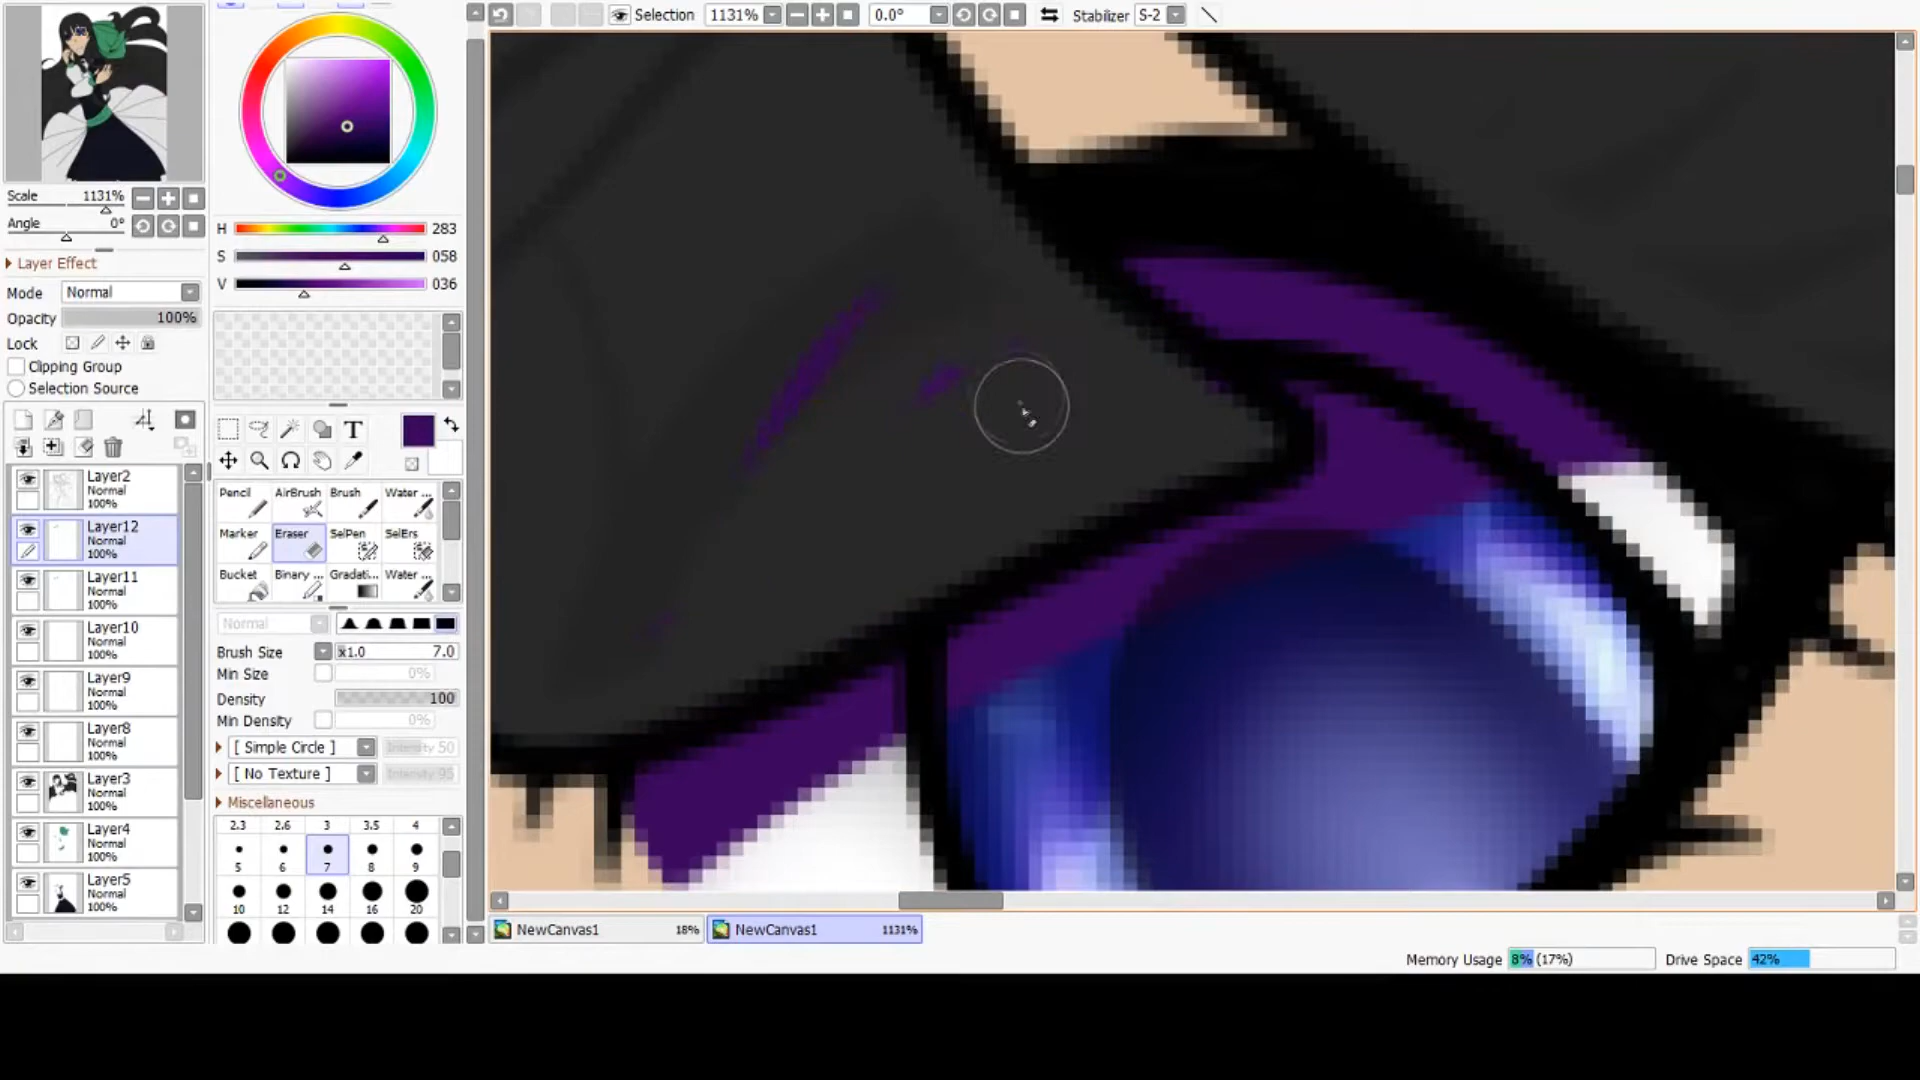 Selection 1131% 0.0° Stabilizer S-2
Scale 1131%
Angle 0°
Layer Effect
Mode Normal
Opacity 100%
Lock
Clipping Group
Selection Source
Layer2
Normal
100%
Layer12
Normal
100%
Layer11
Normal
100%
Layer10
Normal
100%
Layer9
Normal
100%
Layer8
Normal
100%
Layer3
Normal
100%
Layer4
Normal
100%
Layer5
Normal
100%
H 283
S 058
V 036
T
Pencil AirBrush Brush Water ...
Marker Eraser SelPen SelErs
Bucket Binary ... Gradati... Water ...
Normal
Brush Size x1.0 7.0
Min Size 0%
Density 100
Min Density 0%
[ Simple Circle ] Intensity 50
[ No Texture ] Intensity 95
Miscellaneous
2.3 2.6 3 3.5 4
5 6 7 8 9
10 12 14 16 20
NewCanvas1 18% NewCanvas1 1131%
Memory Usage 8% (17%) Drive Space 42%